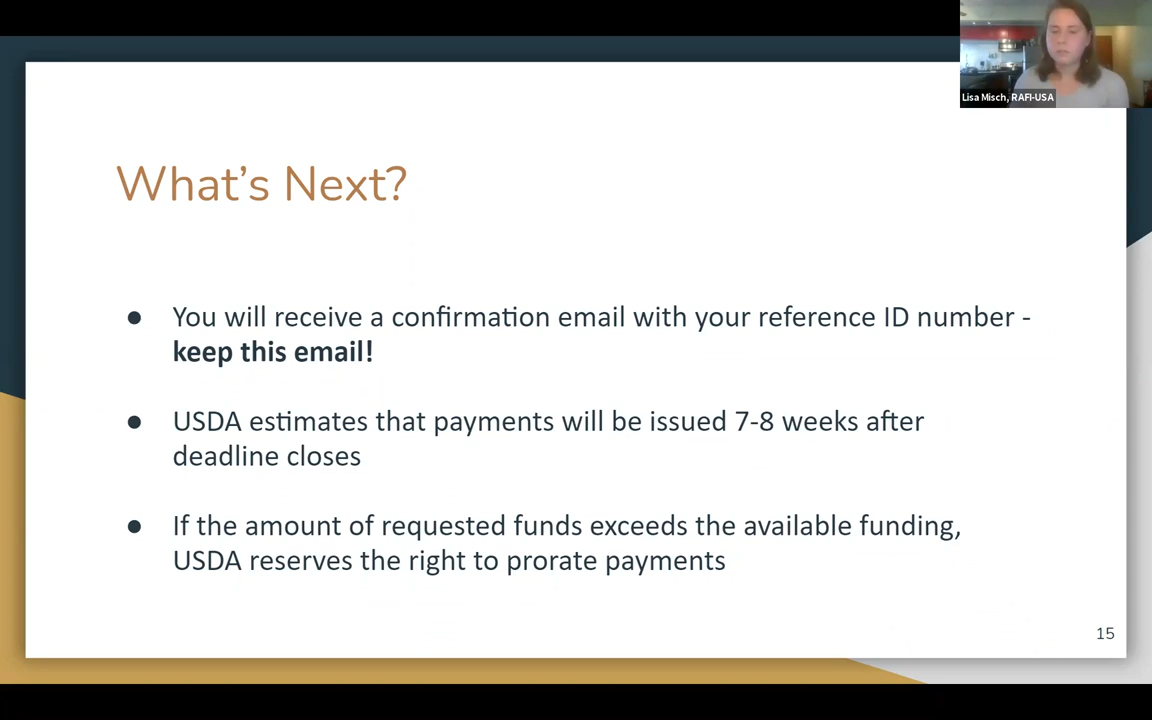 Lisa Misch, RAFI-USA
What's Next?
● You will receive a confirmation email with your reference ID number -
keep this email!
● USDA estimates that payments will be issued 7-8 weeks after
deadline closes
● If the amount of requested funds exceeds the available funding,
USDA reserves the right to prorate payments
15